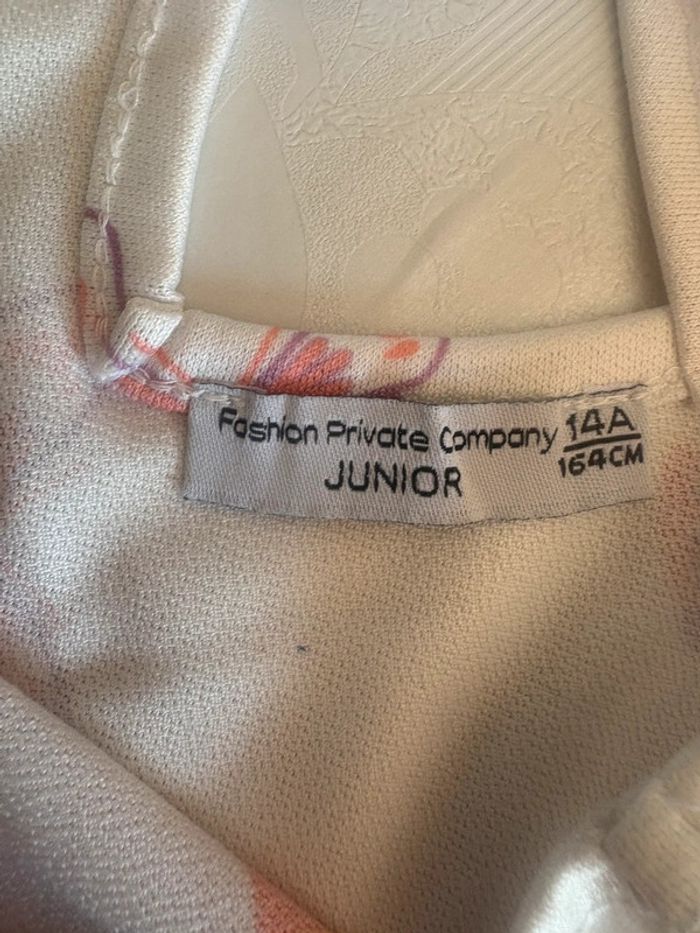 Fashion Private Company 14A
JUNIOR 164CM